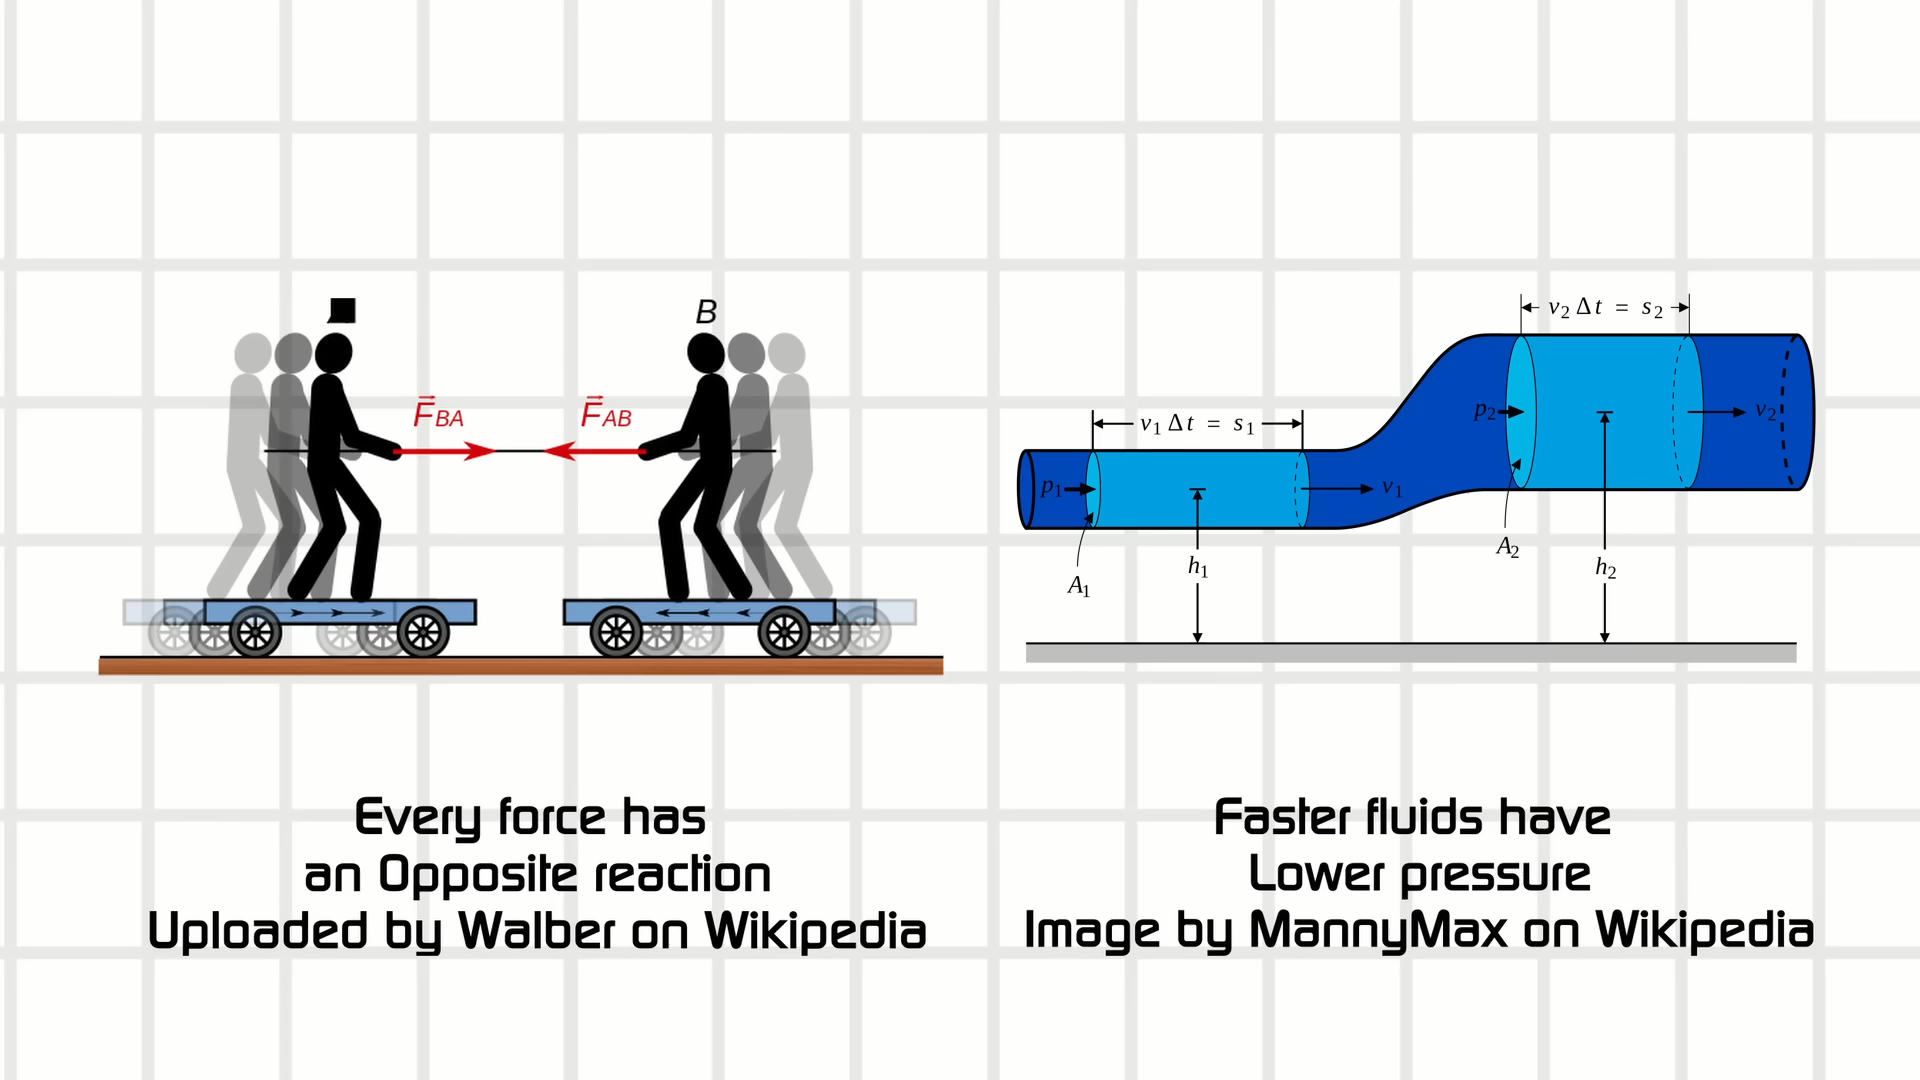 B
F⃗BA
F⃗AB
v₂ Δt = s₂
v₁ Δt = s₁
p₂
v₂
p₁
v₁
A₂
h₁
h₂
A₁
Every force has
an Opposite reaction
Uploaded by Walber on Wikipedia
Faster fluids have
Lower pressure
Image by MannyMax on Wikipedia